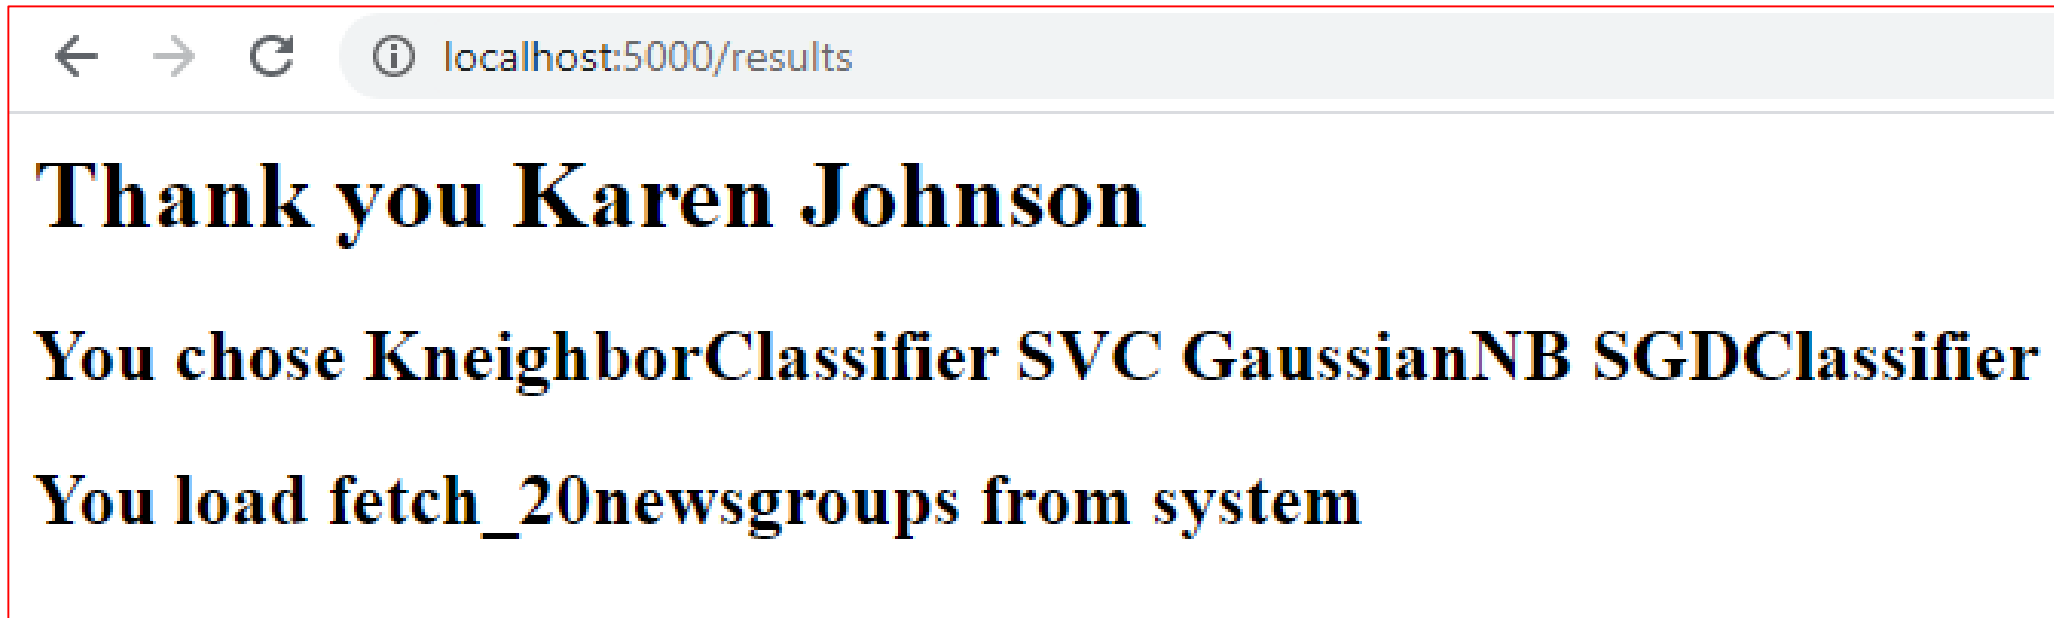 localhost:5000/results
Thank you Karen Johnson
You chose KneighborClassifier SVC GaussianNB SGDClassifier
You load fetch_20newsgroups from system